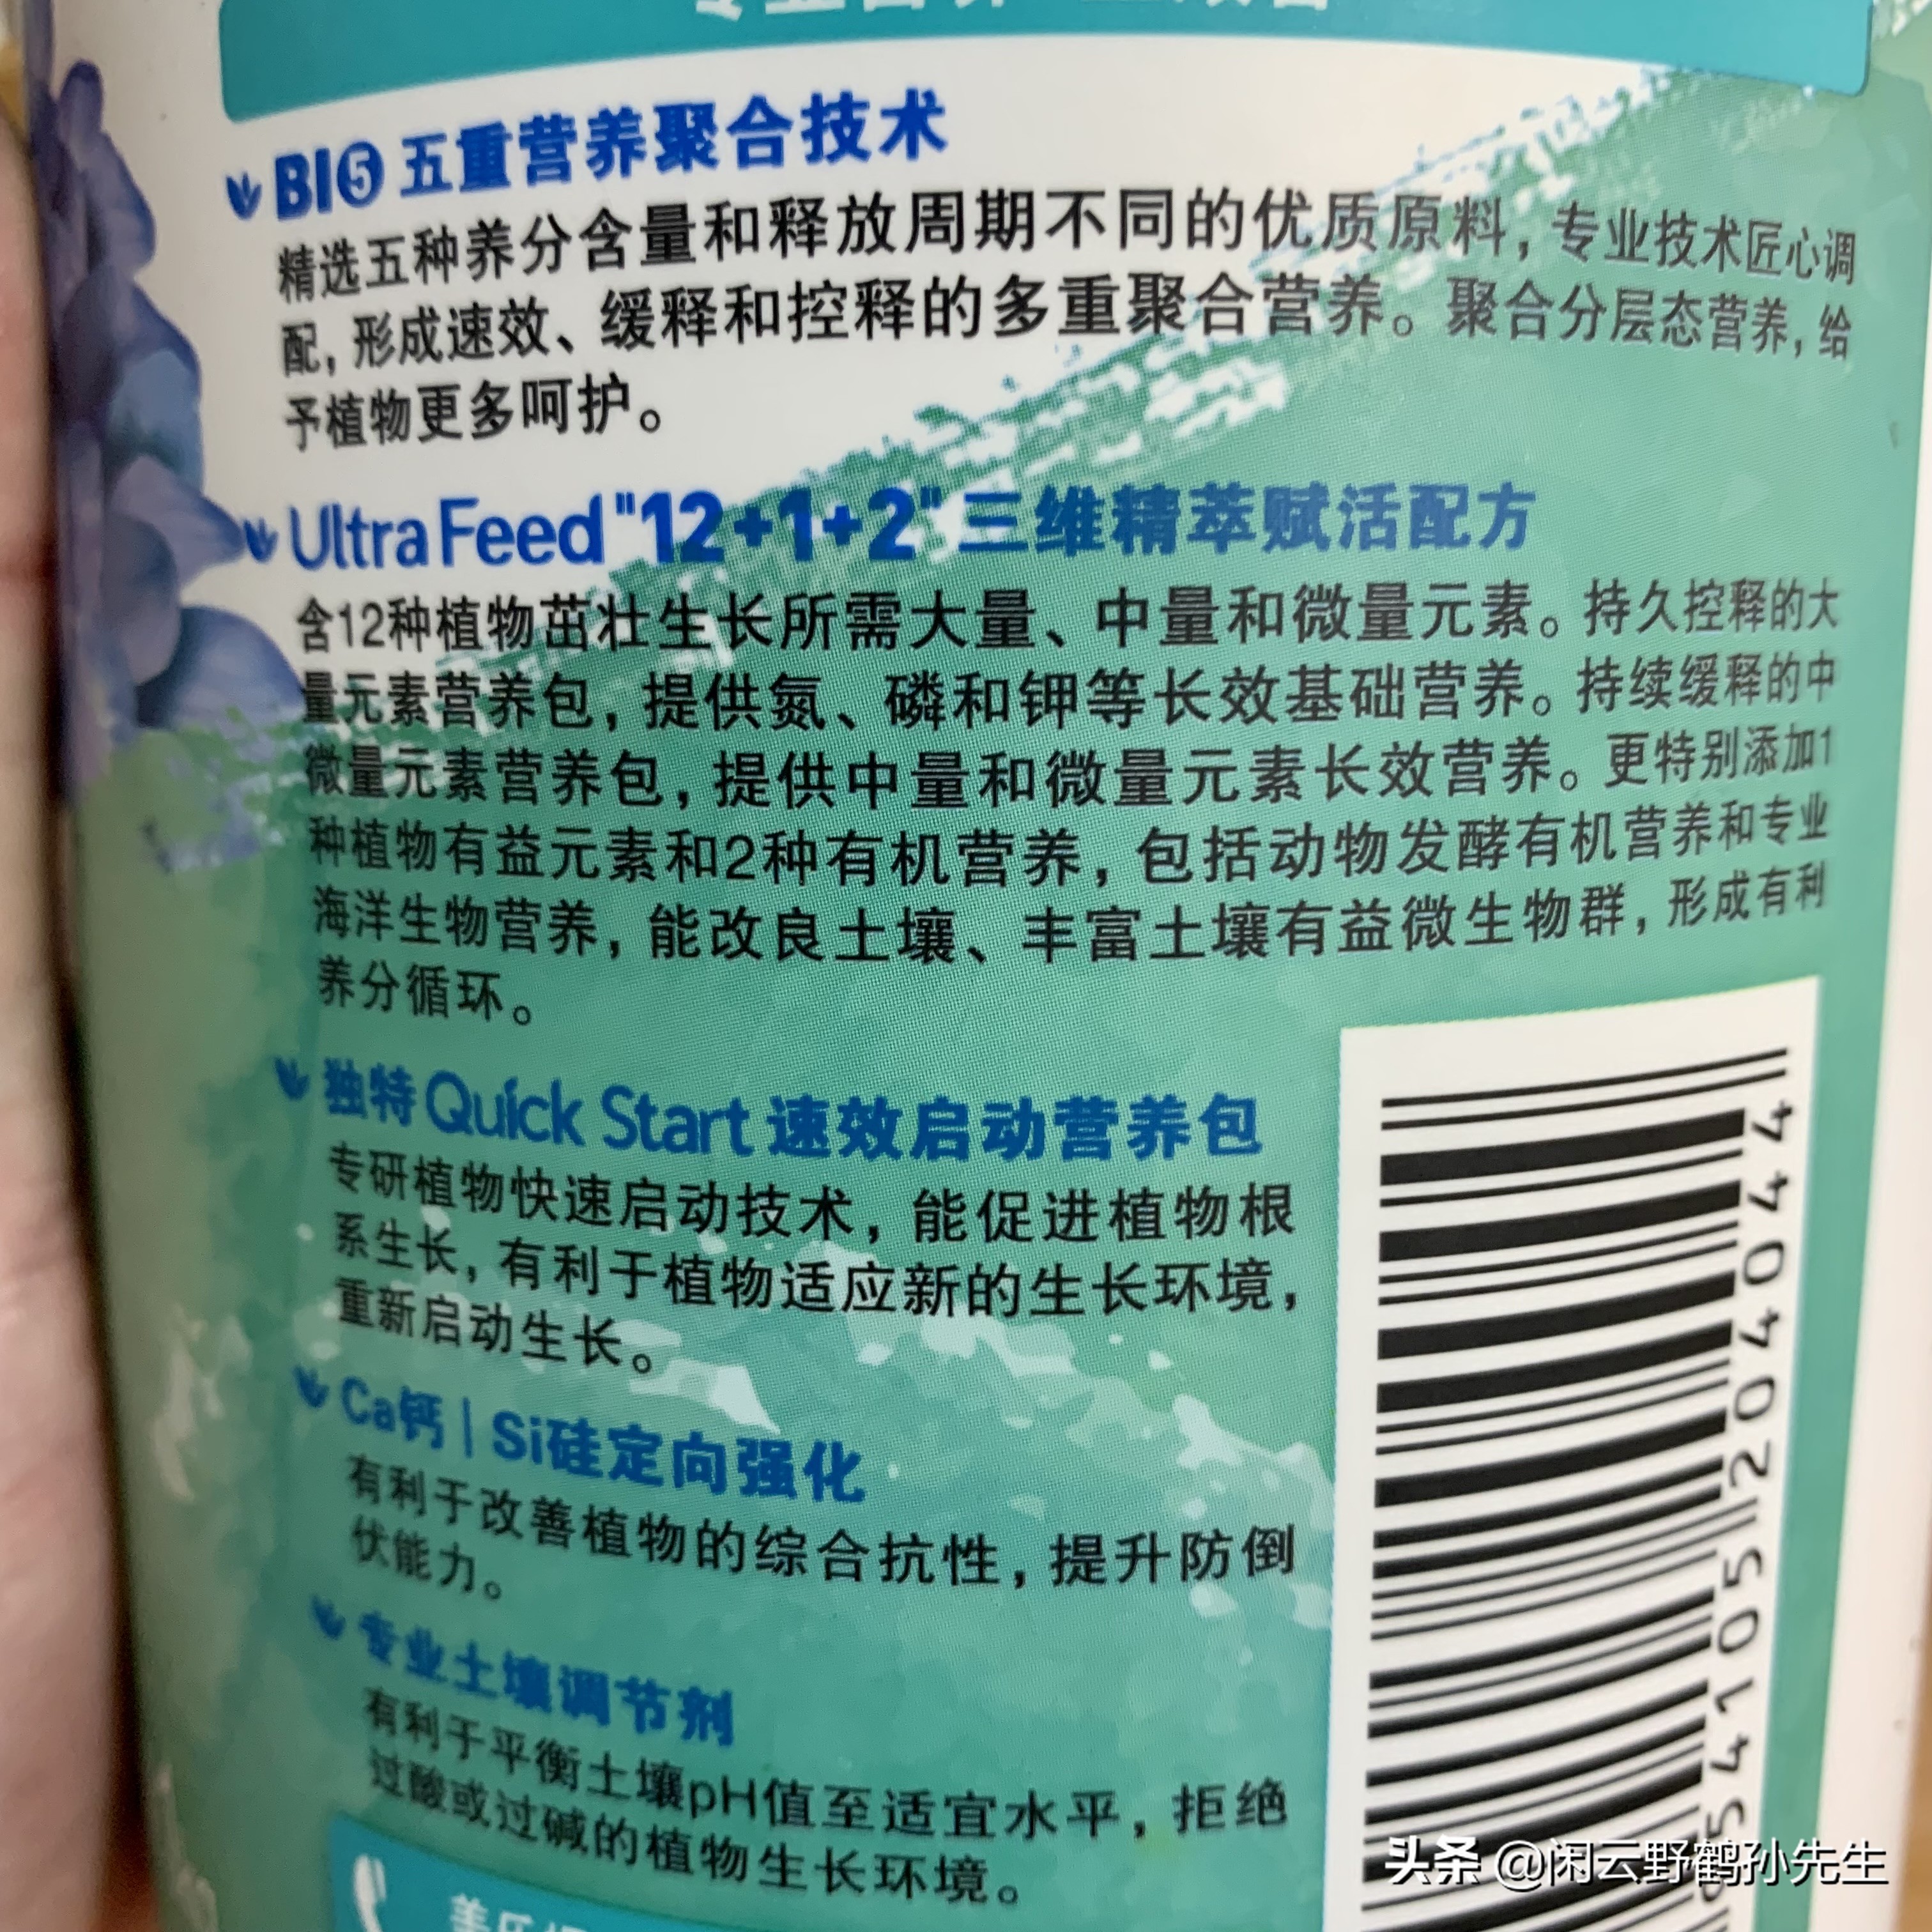 BI⑤ 五重营养聚合技术
精选五种养分含量和释放周期不同的优质原料，专业技术匠心调
配，形成速效、缓释和控释的多重聚合营养。聚合分层态营养，给
予植物更多呵护。
Ultra Feed "12+1+2" 三维精萃赋活配方
含12种植物茁壮生长所需大量、中量和微量元素。持久控释的大
量元素营养包，提供氮、磷和钾等长效基础营养。持续缓释的中
微量元素营养包，提供中量和微量元素长效营养。更特别添加1
种植物有益元素和2种有机营养，包括动物发酵有机营养和专业
海洋生物营养，能改良土壤、丰富土壤有益微生物群，形成有利
养分循环。
独特 Quick Start 速效启动营养包
专研植物快速启动技术，能促进植物根
系生长，有利于植物适应新的生长环境，
重新启动生长。
Ca钙 | Si硅定向强化
有利于改善植物的综合抗性，提升防倒
伏能力。
专业土壤调节剂
有利于平衡土壤pH值至适宜水平，拒绝
过酸或过碱的植物生长环境。
头条 @闲云野鹤孙先生